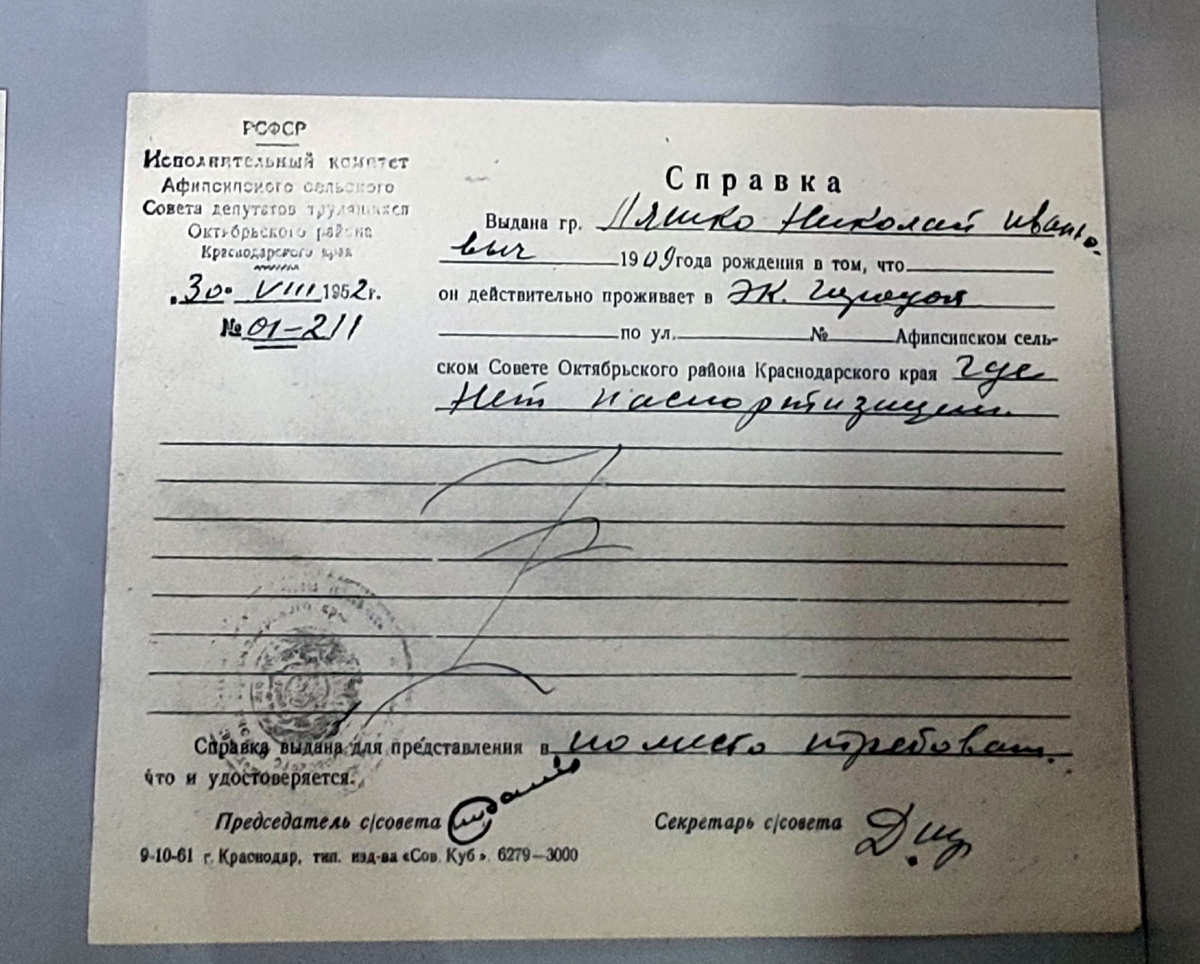 РСФСР
Исполнительный комитет
Афипсипского сельского
Совета депутатов трудящихся
Октябрьского района
Краснодарского края
30. VIII 1962 г.
№ 01-211
Справка
Выдана гр. Ляшко Николай Ивано-
вич 1909 года рождения в том, что
он действительно проживает в
по ул. № Афипсипском сель-
ском Совете Октябрьского района Краснодарского края где
нет паспортизации
Справка выдана для представления в по место требован.
что и удостоверяется.
Председатель с/совета
Секретарь с/совета
9-10-61 г. Краснодар, тип. изд-ва «Сов. Куб». 6279—3000